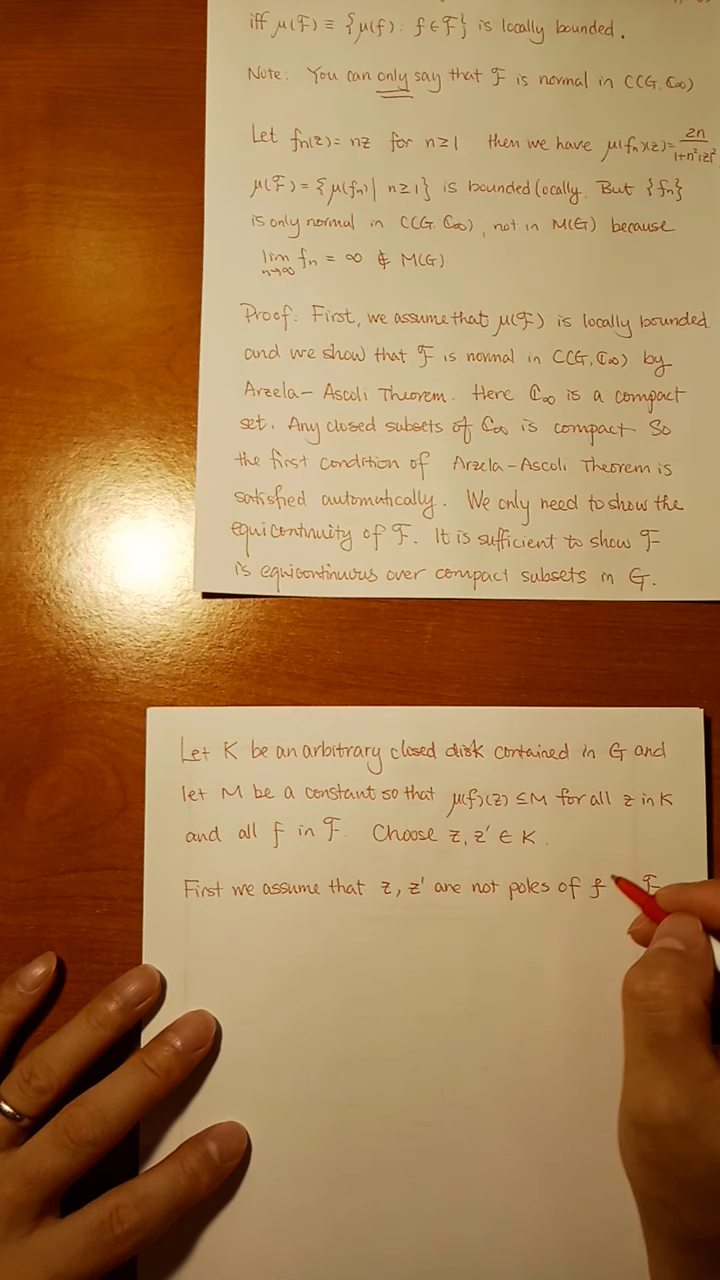 iff μ(F) ≡ {μ(f) : f ∈ F} is locally bounded.
Note: You can only say that F is normal in C(G, C∞)
Let fn(z) = nz for n≥1 then we have μ(fn)(z) = 2n / 1+n²|z|²
μ(F) = {μ(fn) | n≥1} is bounded locally. But {fn}
is only normal in C(G, C∞), not in M(G) because
lim n→∞ fn = ∞ ∉ M(G)
Proof: First, we assume that μ(F) is locally bounded
and we show that F is normal in C(G, C∞) by
Arzela-Ascoli Theorem. Here C∞ is a compact
set. Any closed subsets of C∞ is compact. So
the first condition of Arzela-Ascoli Theorem is
satisfied automatically. We only need to show the
equicontinuity of F. It is sufficient to show F
is equicontinuous over compact subsets in G.
Let K be an arbitrary closed disk contained in G and
let M be a constant so that μ(f)(z) ≤ M for all z in K
and all f in F. Choose z, z' ∈ K.
First we assume that z, z' are not poles of f F